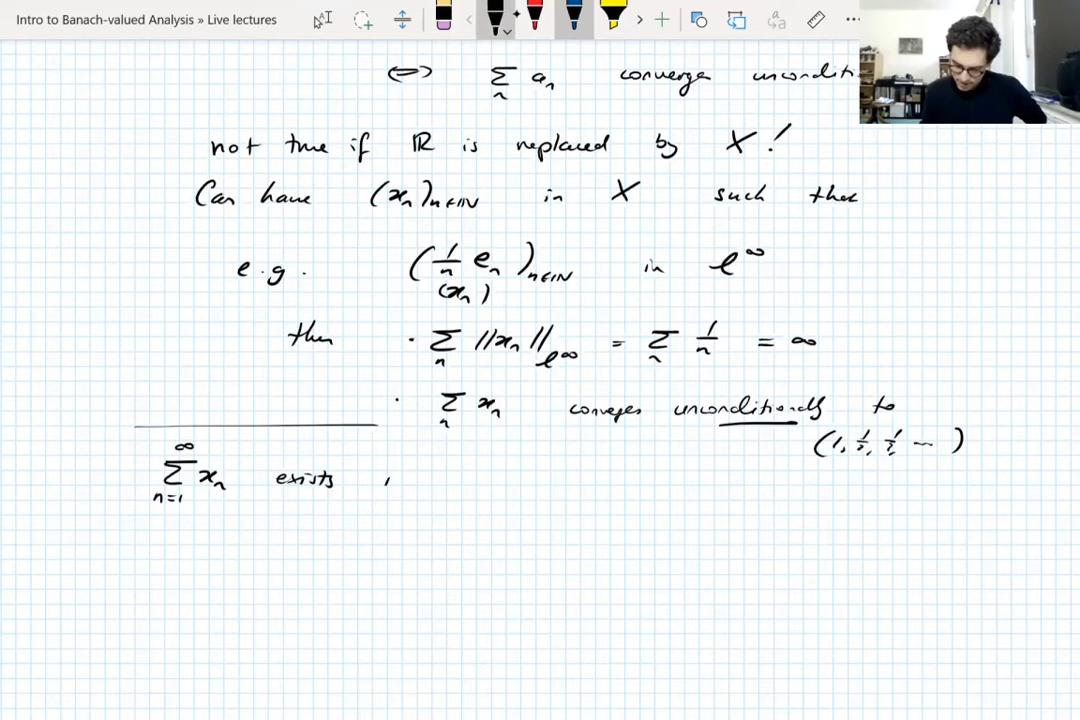 Intro to Banach-valued Analysis » Live lectures
⇔ Σ_n a_n converges unconditi
not true if ℝ is replaced by X!
Can have (x_n)_{n∈ℕ} in X such that
e.g. (1/n e_n)_{n∈ℕ} in ℓ^∞
(x_n)
then · Σ_n ||x_n||_{ℓ^∞} = Σ_n 1/n = ∞
· Σ_n x_n converges unconditionally to
(1, 1/2, 1/3, ... )
Σ_{n=1}^∞ x_n exists ,